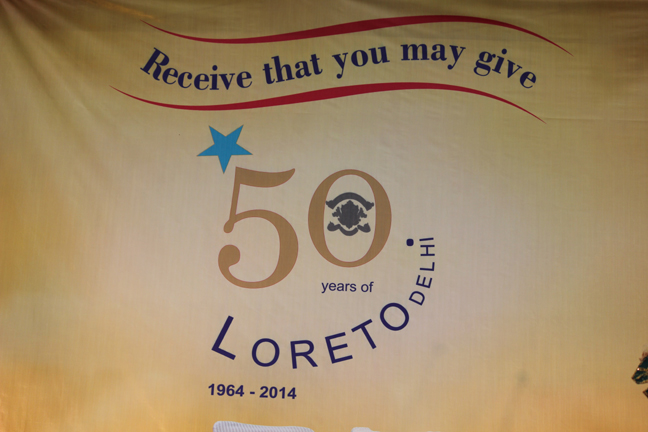 Receive that you may give
50
years of
LORETO DELHI
1964 - 2014